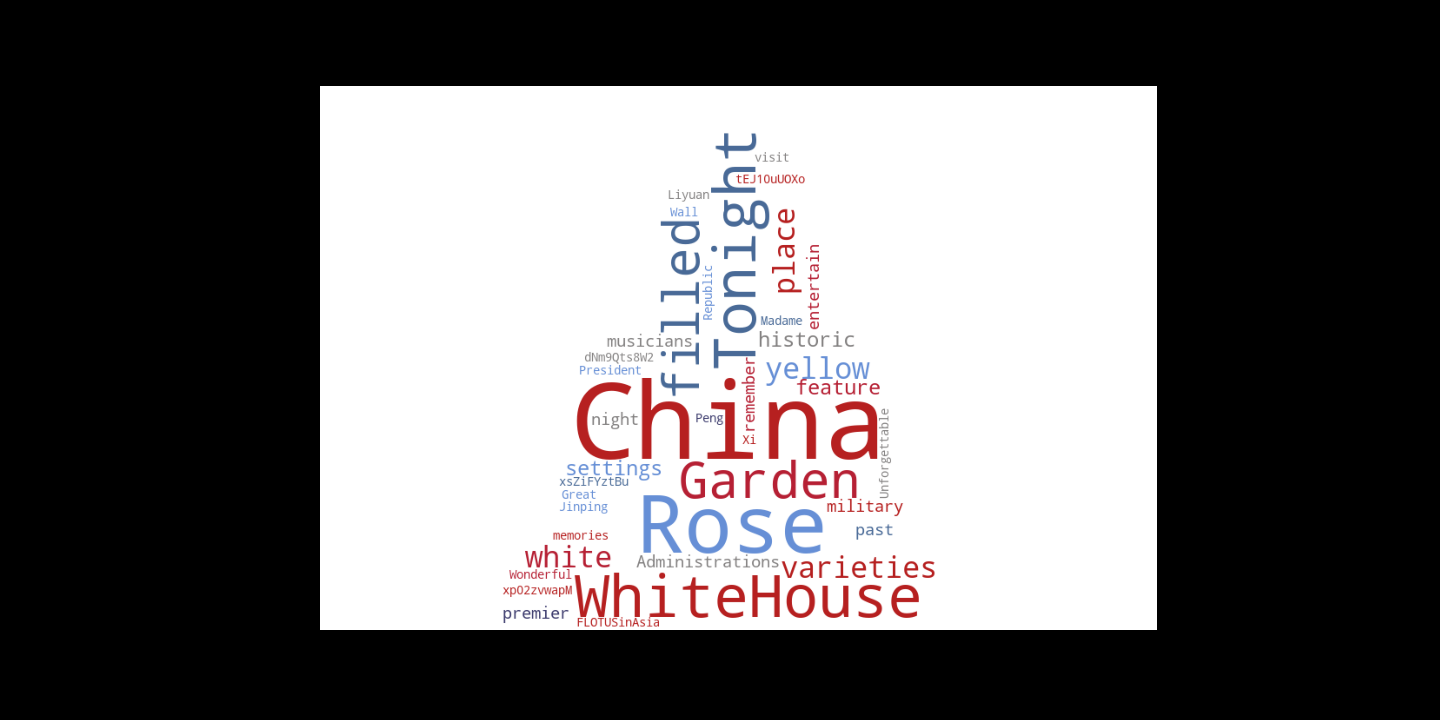 Tonight
visit
tEJ1OuUOXo
Liyuan
Wall
filled
place
entertain
Republic
Madame
musicians
historic
dNm9Qts8W2
President
yellow
remember
feature
China
night
Peng
Xi
Unforgettable
settings
Garden
xsZiFYztBu
Great
Jinping
Rose
military
past
memories
white
Administrations
varieties
Wonderful
xpO2zvwapM
WhiteHouse
premier
FLOTUSinAsia